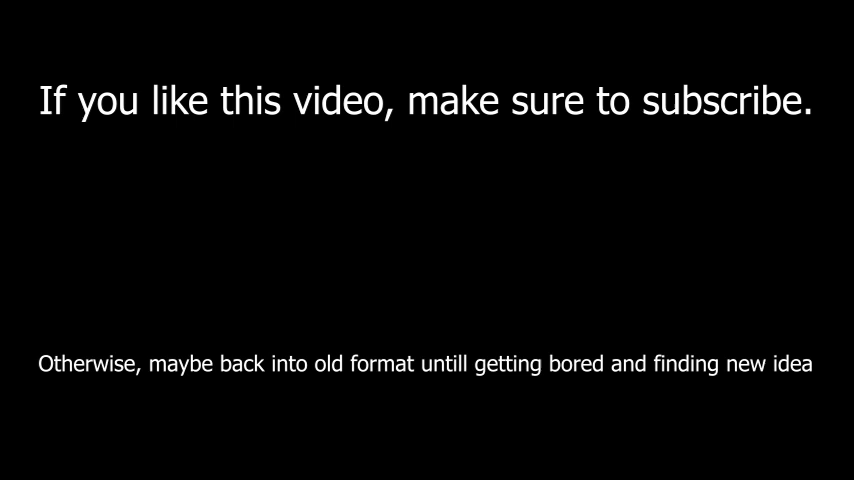 If you like this video, make sure to subscribe.
Otherwise, maybe back into old format untill getting bored and finding new idea